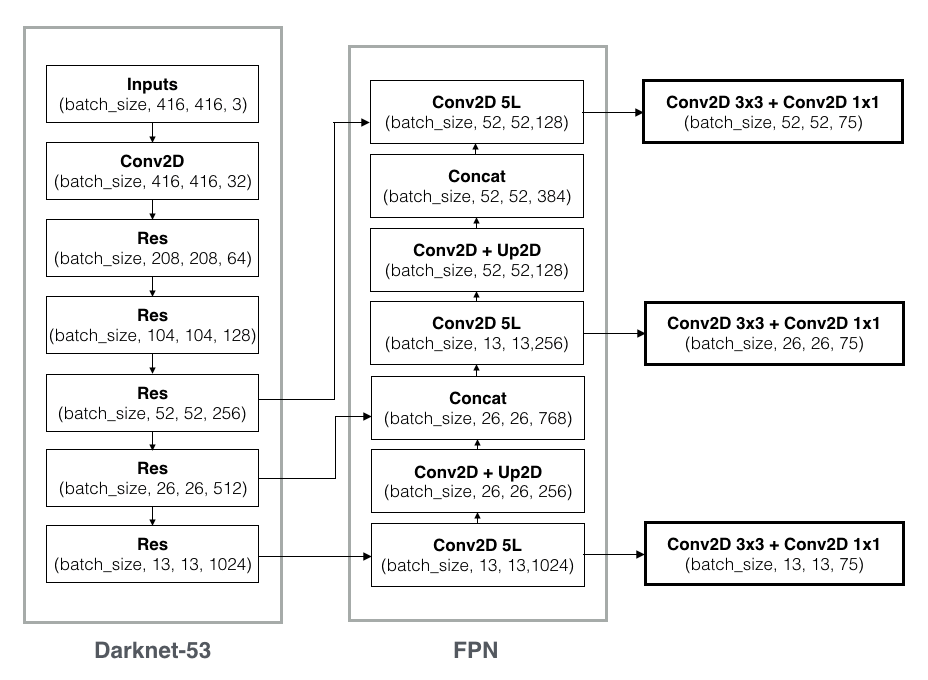 Inputs
(batch_size, 416, 416, 3)
Conv2D
(batch_size, 416, 416, 32)
Res
(batch_size, 208, 208, 64)
Res
(batch_size, 104, 104, 128)
Res
(batch_size, 52, 52, 256)
Res
(batch_size, 26, 26, 512)
Res
(batch_size, 13, 13, 1024)
Darknet-53
Conv2D 5L
(batch_size, 52, 52,128)
Concat
(batch_size, 52, 52, 384)
Conv2D + Up2D
(batch_size, 52, 52,128)
Conv2D 5L
(batch_size, 13, 13,256)
Concat
(batch_size, 26, 26, 768)
Conv2D + Up2D
(batch_size, 26, 26, 256)
Conv2D 5L
(batch_size, 13, 13,1024)
FPN
Conv2D 3x3 + Conv2D 1x1
(batch_size, 52, 52, 75)
Conv2D 3x3 + Conv2D 1x1
(batch_size, 26, 26, 75)
Conv2D 3x3 + Conv2D 1x1
(batch_size, 13, 13, 75)